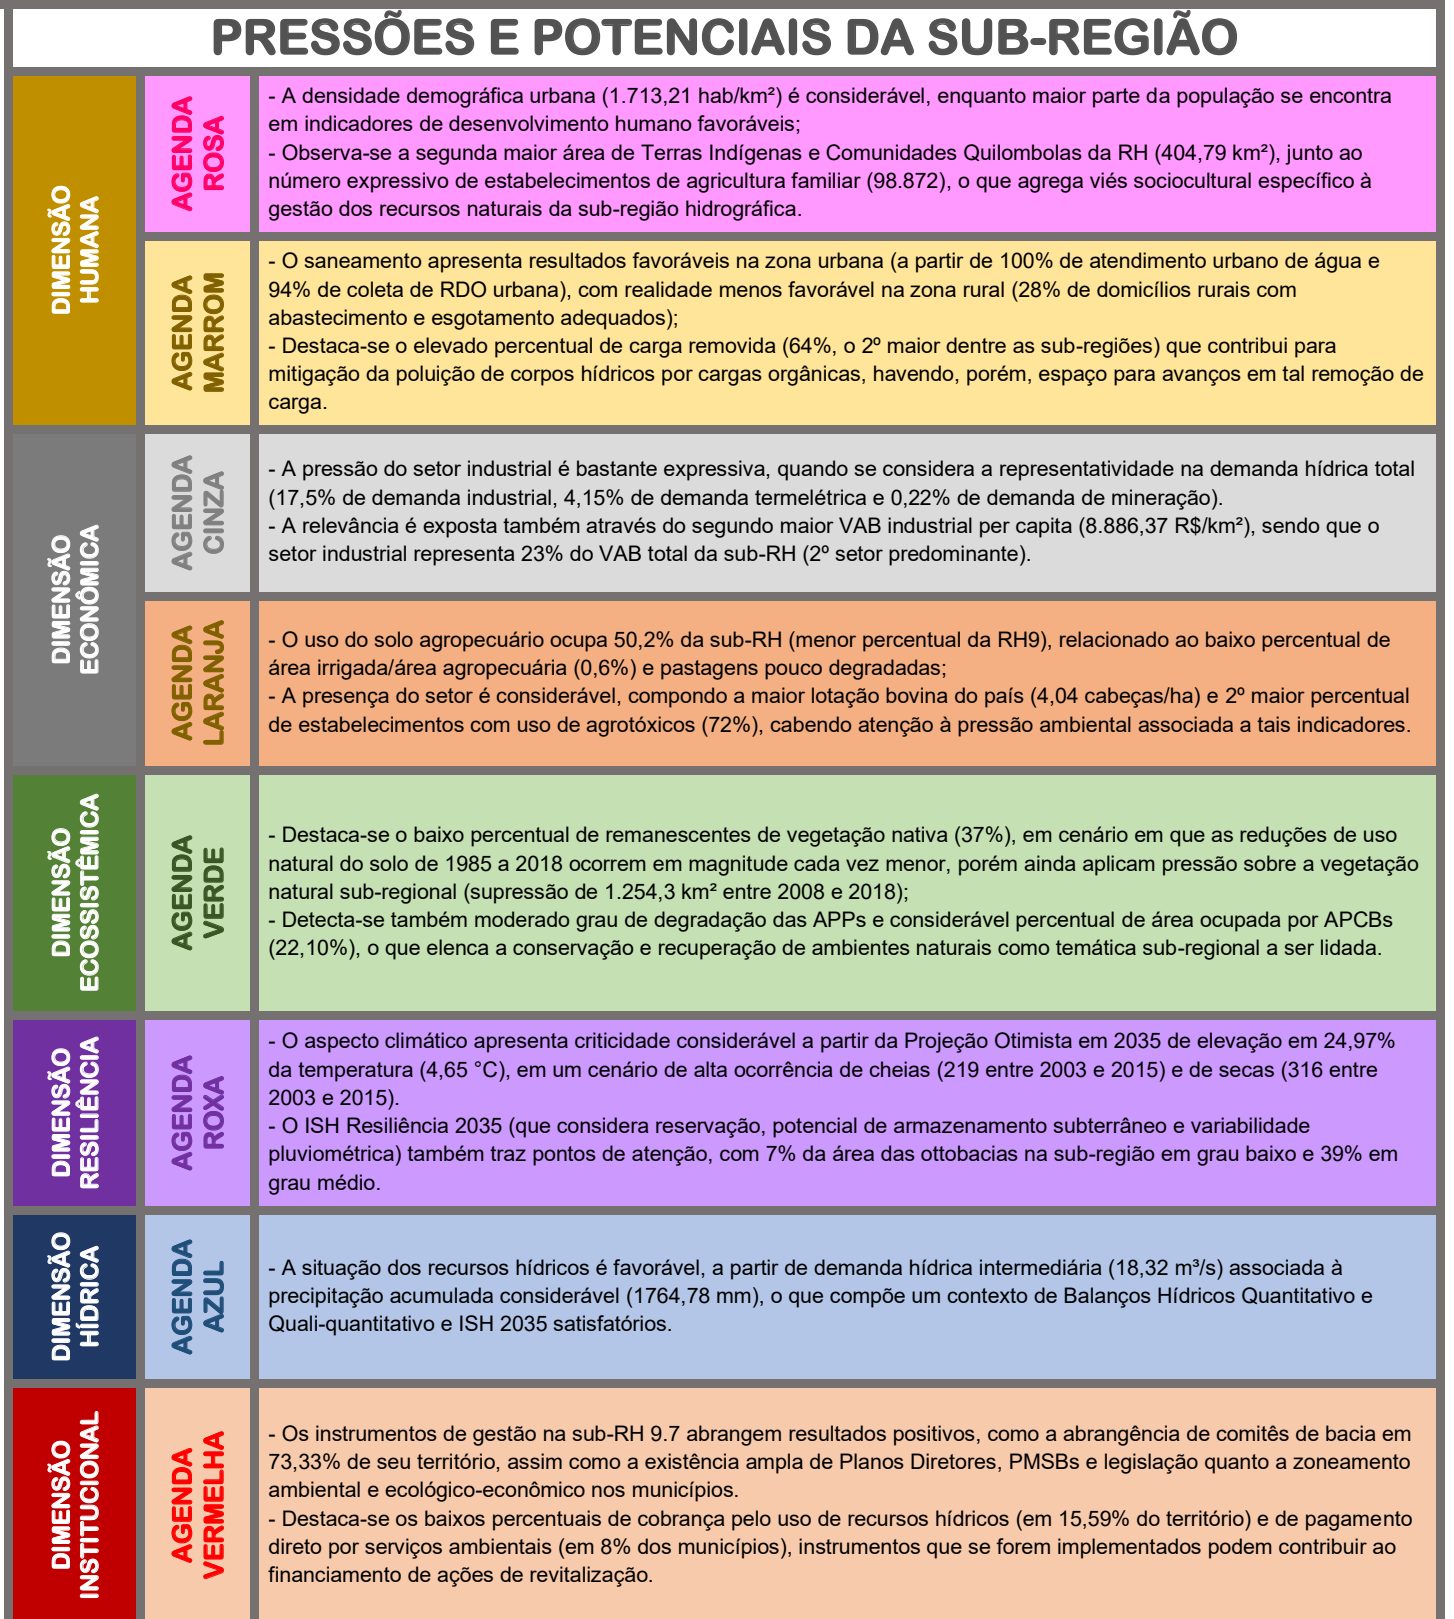 PRESSÕES E POTENCIAIS DA SUB-REGIÃO
DIMENSÃO
HUMANA
AGENDA
ROSA
- A densidade demográfica urbana (1.713,21 hab/km²) é considerável, enquanto maior parte da população se encontra
em indicadores de desenvolvimento humano favoráveis;
- Observa-se a segunda maior área de Terras Indígenas e Comunidades Quilombolas da RH (404,79 km²), junto ao
número expressivo de estabelecimentos de agricultura familiar (98.872), o que agrega viés sociocultural específico à
gestão dos recursos naturais da sub-região hidrográfica.
AGENDA
MARROM
- O saneamento apresenta resultados favoráveis na zona urbana (a partir de 100% de atendimento urbano de água e
94% de coleta de RDO urbana), com realidade menos favorável na zona rural (28% de domicílios rurais com
abastecimento e esgotamento adequados);
- Destaca-se o elevado percentual de carga removida (64%, o 2º maior dentre as sub-regiões) que contribui para
mitigação da poluição de corpos hídricos por cargas orgânicas, havendo, porém, espaço para avanços em tal remoção de
carga.
DIMENSÃO
ECONÔMICA
AGENDA
CINZA
- A pressão do setor industrial é bastante expressiva, quando se considera a representatividade na demanda hídrica total
(17,5% de demanda industrial, 4,15% de demanda termelétrica e 0,22% de demanda de mineração).
- A relevância é exposta também através do segundo maior VAB industrial per capita (8.886,37 R$/km²), sendo que o
setor industrial representa 23% do VAB total da sub-RH (2º setor predominante).
AGENDA
LARANJA
- O uso do solo agropecuário ocupa 50,2% da sub-RH (menor percentual da RH9), relacionado ao baixo percentual de
área irrigada/área agropecuária (0,6%) e pastagens pouco degradadas;
- A presença do setor é considerável, compondo a maior lotação bovina do país (4,04 cabeças/ha) e 2º maior percentual
de estabelecimentos com uso de agrotóxicos (72%), cabendo atenção à pressão ambiental associada a tais indicadores.
DIMENSÃO
ECOSSISTÊMICA
AGENDA
VERDE
- Destaca-se o baixo percentual de remanescentes de vegetação nativa (37%), em cenário em que as reduções de uso
natural do solo de 1985 a 2018 ocorrem em magnitude cada vez menor, porém ainda aplicam pressão sobre a vegetação
natural sub-regional (supressão de 1.254,3 km² entre 2008 e 2018);
- Detecta-se também moderado grau de degradação das APPs e considerável percentual de área ocupada por APCBs
(22,10%), o que elenca a conservação e recuperação de ambientes naturais como temática sub-regional a ser lidada.
DIMENSÃO
RESILIÊNCIA
AGENDA
ROXA
- O aspecto climático apresenta criticidade considerável a partir da Projeção Otimista em 2035 de elevação em 24,97%
da temperatura (4,65 °C), em um cenário de alta ocorrência de cheias (219 entre 2003 e 2015) e de secas (316 entre
2003 e 2015).
- O ISH Resiliência 2035 (que considera reservação, potencial de armazenamento subterrâneo e variabilidade
pluviométrica) também traz pontos de atenção, com 7% da área das ottobacias na sub-região em grau baixo e 39% em
grau médio.
DIMENSÃO
HÍDRICA
AGENDA
AZUL
- A situação dos recursos hídricos é favorável, a partir de demanda hídrica intermediária (18,32 m³/s) associada à
precipitação acumulada considerável (1764,78 mm), o que compõe um contexto de Balanços Hídricos Quantitativo e
Quali-quantitativo e ISH 2035 satisfatórios.
DIMENSÃO
INSTITUCIONAL
AGENDA
VERMELHA
- Os instrumentos de gestão na sub-RH 9.7 abrangem resultados positivos, como a abrangência de comitês de bacia em
73,33% de seu território, assim como a existência ampla de Planos Diretores, PMSBs e legislação quanto a zoneamento
ambiental e ecológico-econômico nos municípios.
- Destaca-se os baixos percentuais de cobrança pelo uso de recursos hídricos (em 15,59% do território) e de pagamento
direto por serviços ambientais (em 8% dos municípios), instrumentos que se forem implementados podem contribuir ao
financiamento de ações de revitalização.